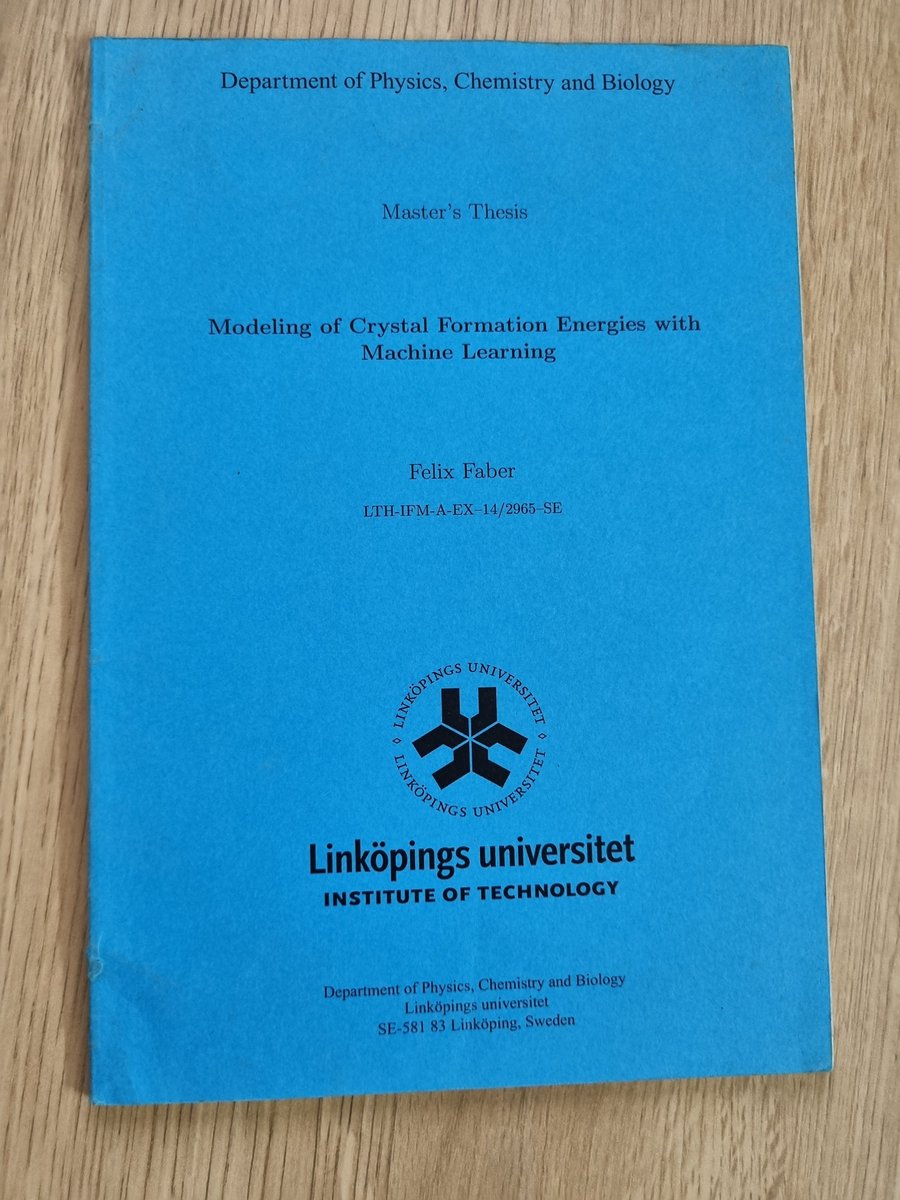 Department of Physics, Chemistry and Biology
Master's Thesis
Modeling of Crystal Formation Energies with
Machine Learning
Felix Faber
LTH-IFM-A-EX–14/2965–SE
LINKÖPINGS UNIVERSITET
LINKÖPINGS UNIVERSITET
Linköpings universitet
INSTITUTE OF TECHNOLOGY
Department of Physics, Chemistry and Biology
Linköpings universitet
SE-581 83 Linköping, Sweden